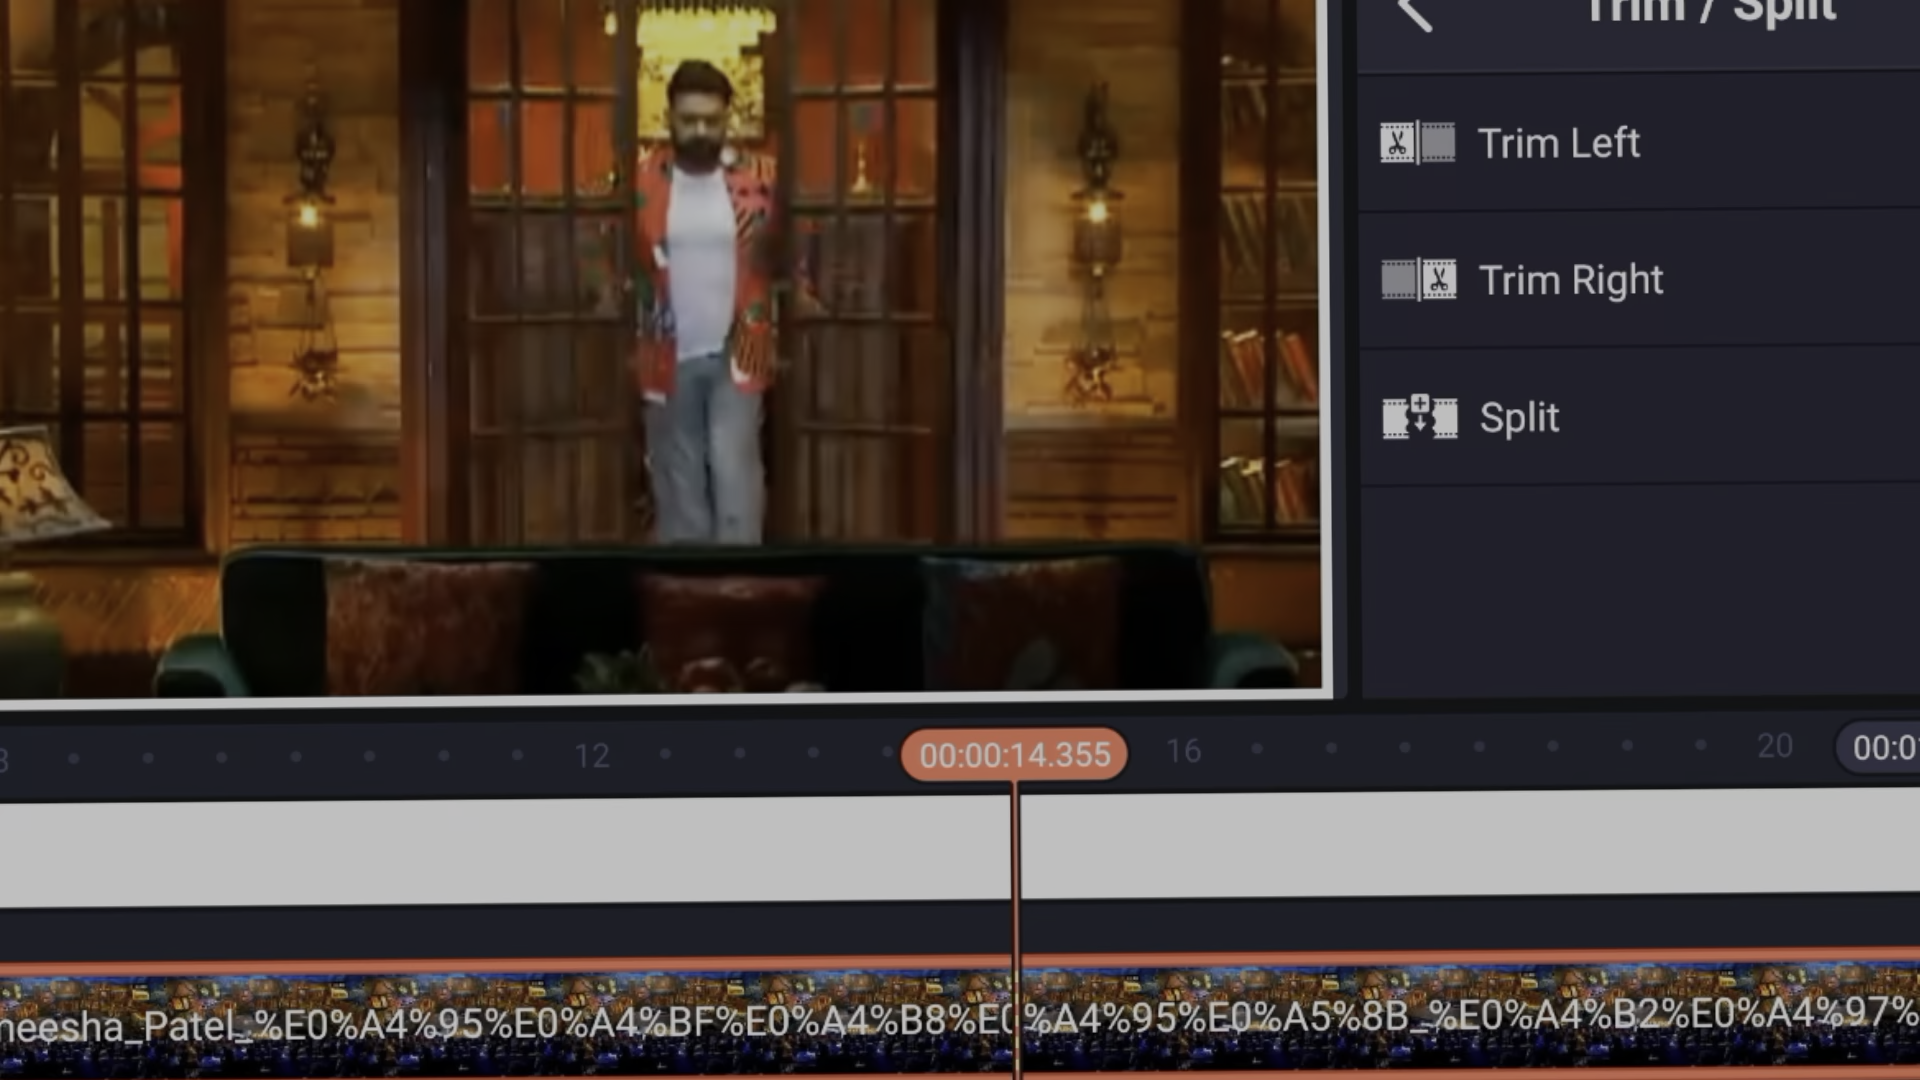 Trim / Split
Trim Left
Trim Right
Split
12
00:00:14.355
16
20
00:0
neesha_Patel_%E0%A4%95%E0%A4%BF%E0%A4%B8%E0%A4%95%E0%A5%8B_%E0%A4%B2%E0%A4%97%